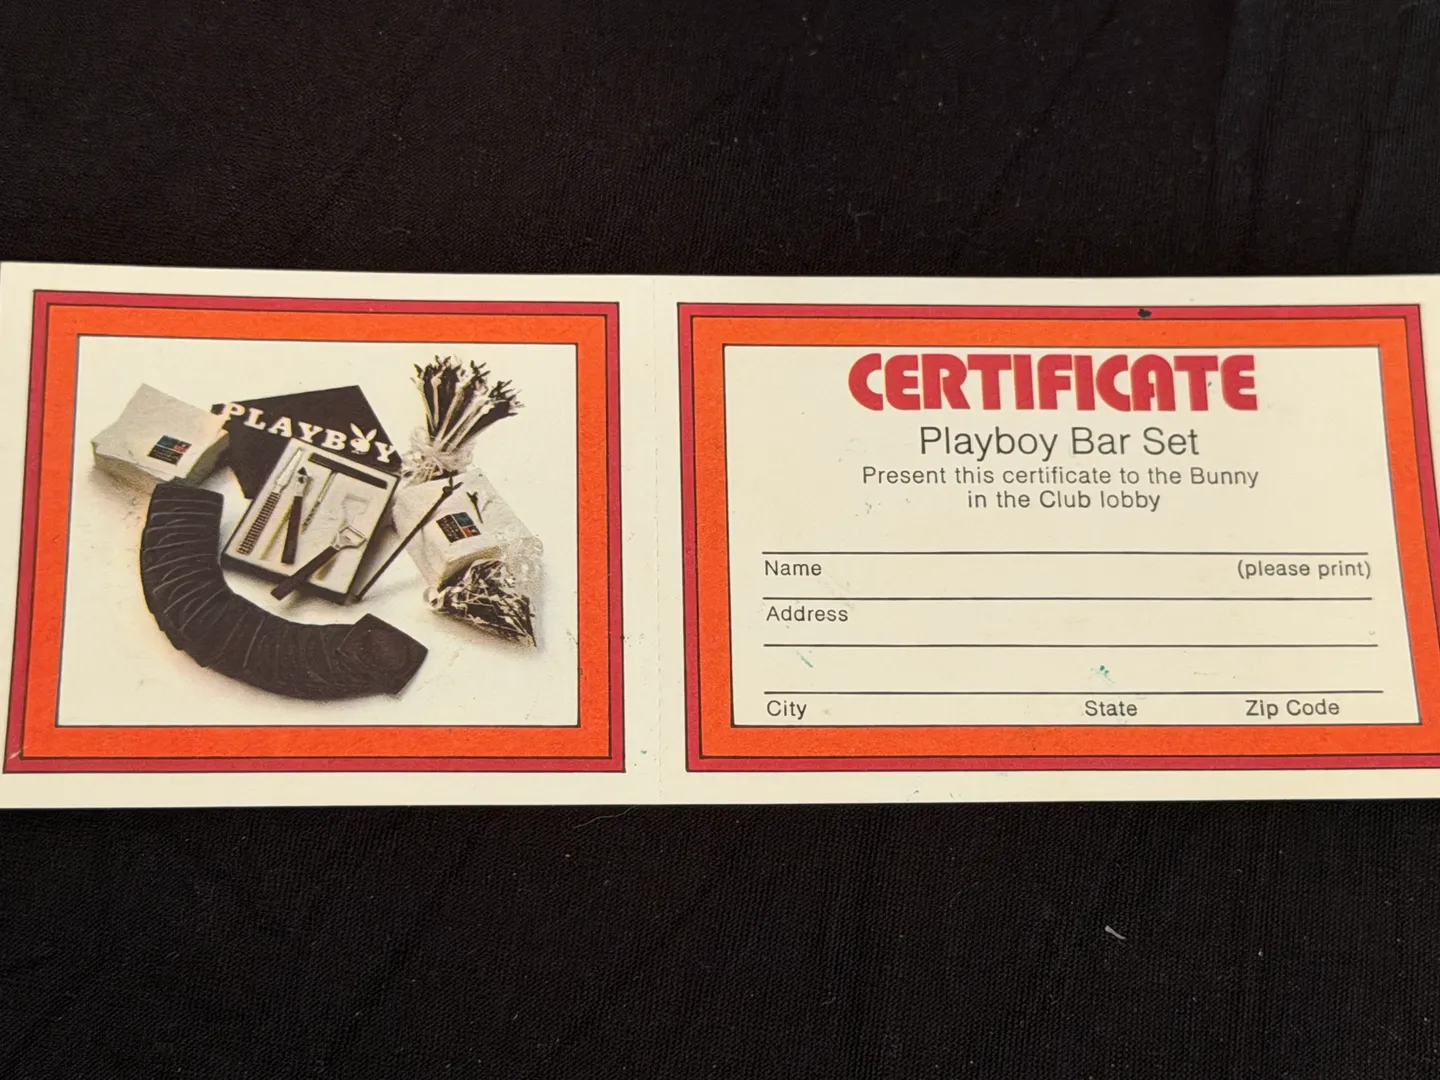 PLAYBOY
CERTIFICATE
Playboy Bar Set
Present this certificate to the Bunny
in the Club lobby
Name (please print)
Address
City State Zip Code